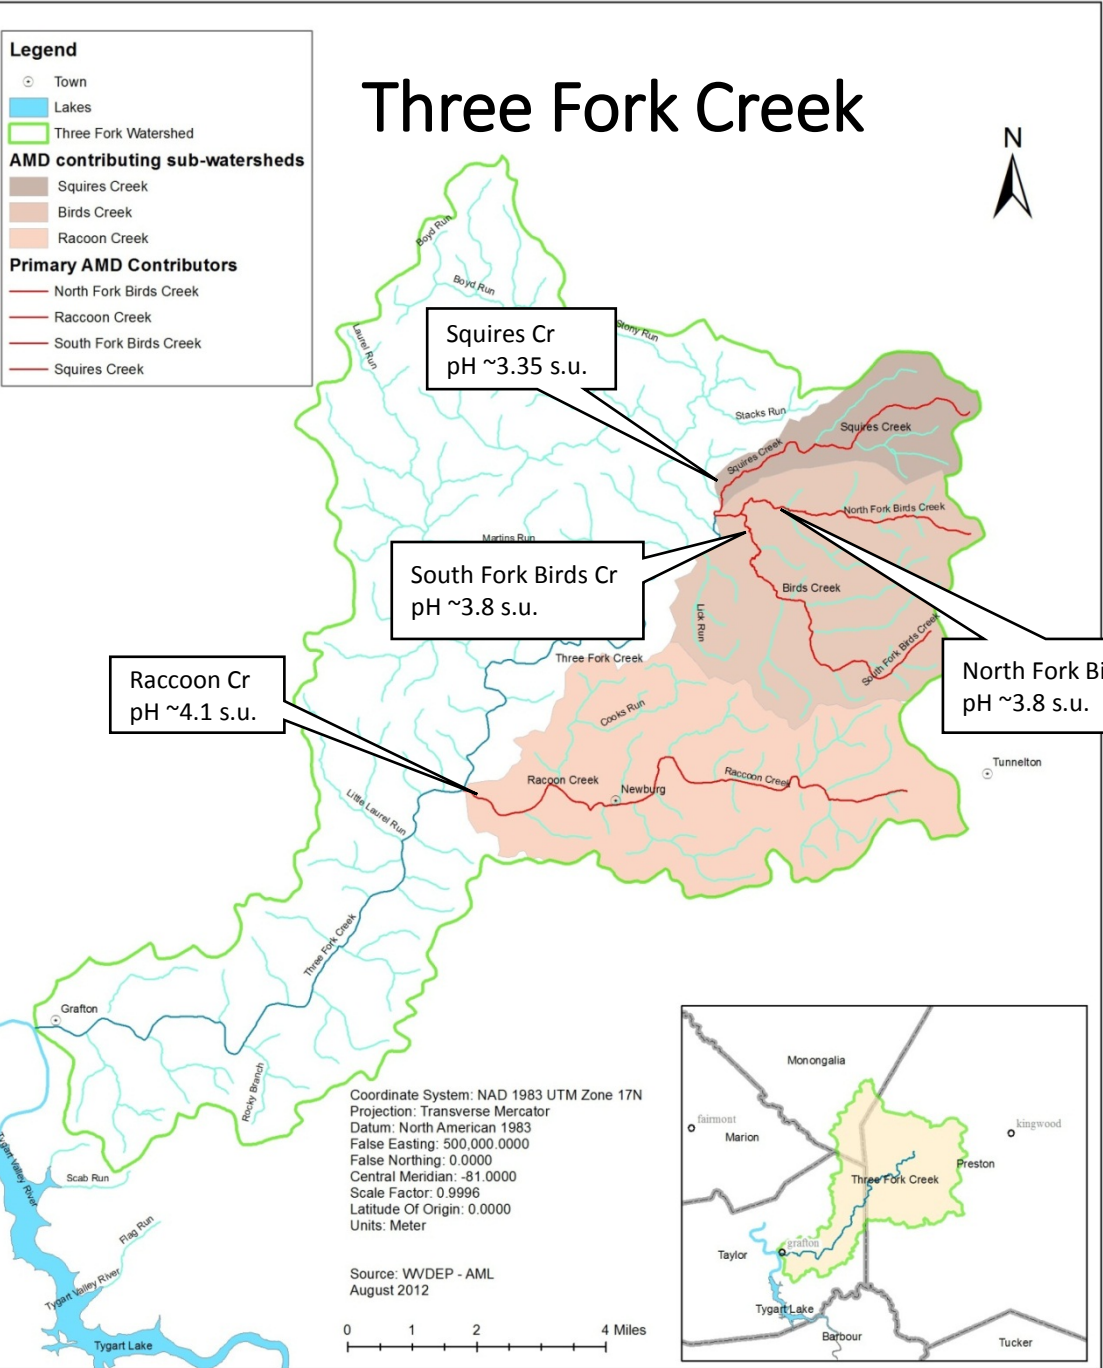 Three Fork Creek
Legend
Town
Lakes
Three Fork Watershed
AMD contributing sub-watersheds
Squires Creek
Birds Creek
Racoon Creek
Primary AMD Contributors
North Fork Birds Creek
Raccoon Creek
South Fork Birds Creek
Squires Creek
N
Boyd Run
Boyd Run
Laurel Run
Stony Run
Squires Cr
pH ~3.35 s.u.
Stacks Run
Squires Creek
Squires Creek
North Fork Birds Creek
Martins Run
South Fork Birds Cr
pH ~3.8 s.u.
Birds Creek
Lick Run
South Fork Birds Creek
Three Fork Creek
North Fork Bi
pH ~3.8 s.u.
Raccoon Cr
pH ~4.1 s.u.
Cooks Run
Tunnelton
Racoon Creek
Newburg
Raccoon Creek
Little Laurel Run
Three Fork Creek
Grafton
Rocky Branch
Tygart Valley River
Scab Run
Flag Run
Tygart Valley River
Tygart Lake
Coordinate System: NAD 1983 UTM Zone 17N
Projection: Transverse Mercator
Datum: North American 1983
False Easting: 500,000.0000
False Northing: 0.0000
Central Meridian: -81.0000
Scale Factor: 0.9996
Latitude Of Origin: 0.0000
Units: Meter
Source: WVDEP - AML
August 2012
0 1 2 4 Miles
Monongalia
fairmont
Marion
kingwood
Preston
Three Fork Creek
Taylor
grafton
Tygart Lake
Barbour
Tucker